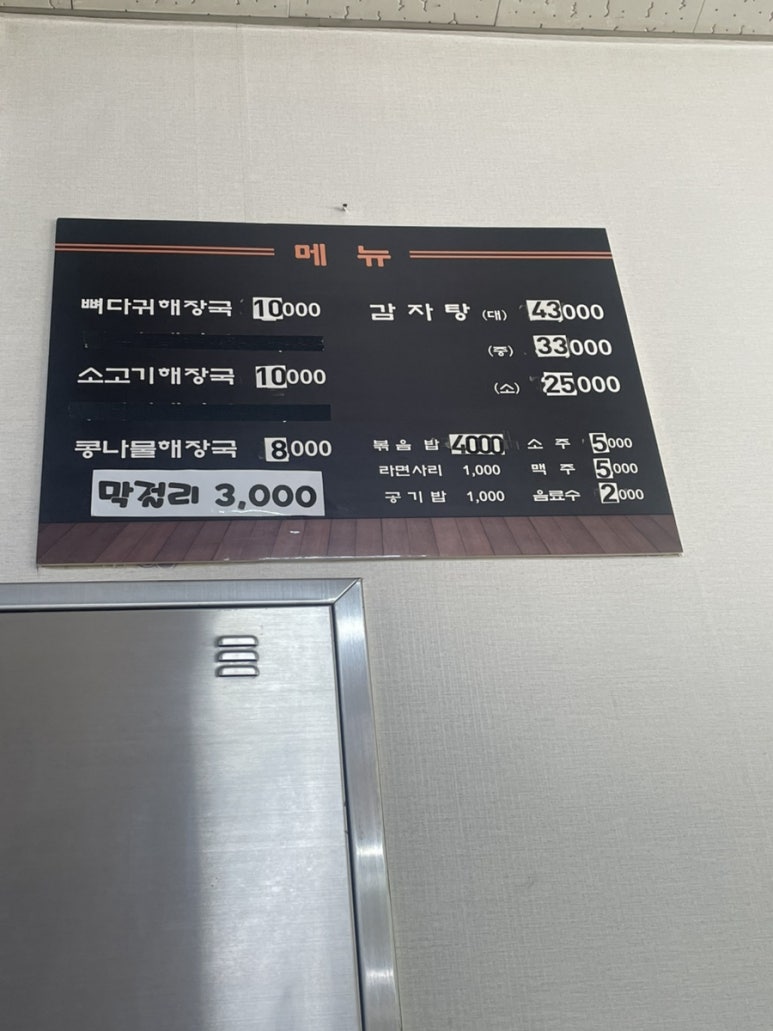 메 뉴
뼈다귀해장국 10000
소고기해장국 10000
콩나물해장국 8000
막걸리 3,000
감 자 탕 (대) 43000
(중) 33000
(소) 25000
볶 음 밥 4000
라면사리 1,000
공 기 밥 1,000
소 주 5000
맥 주 5000
음료수 2000